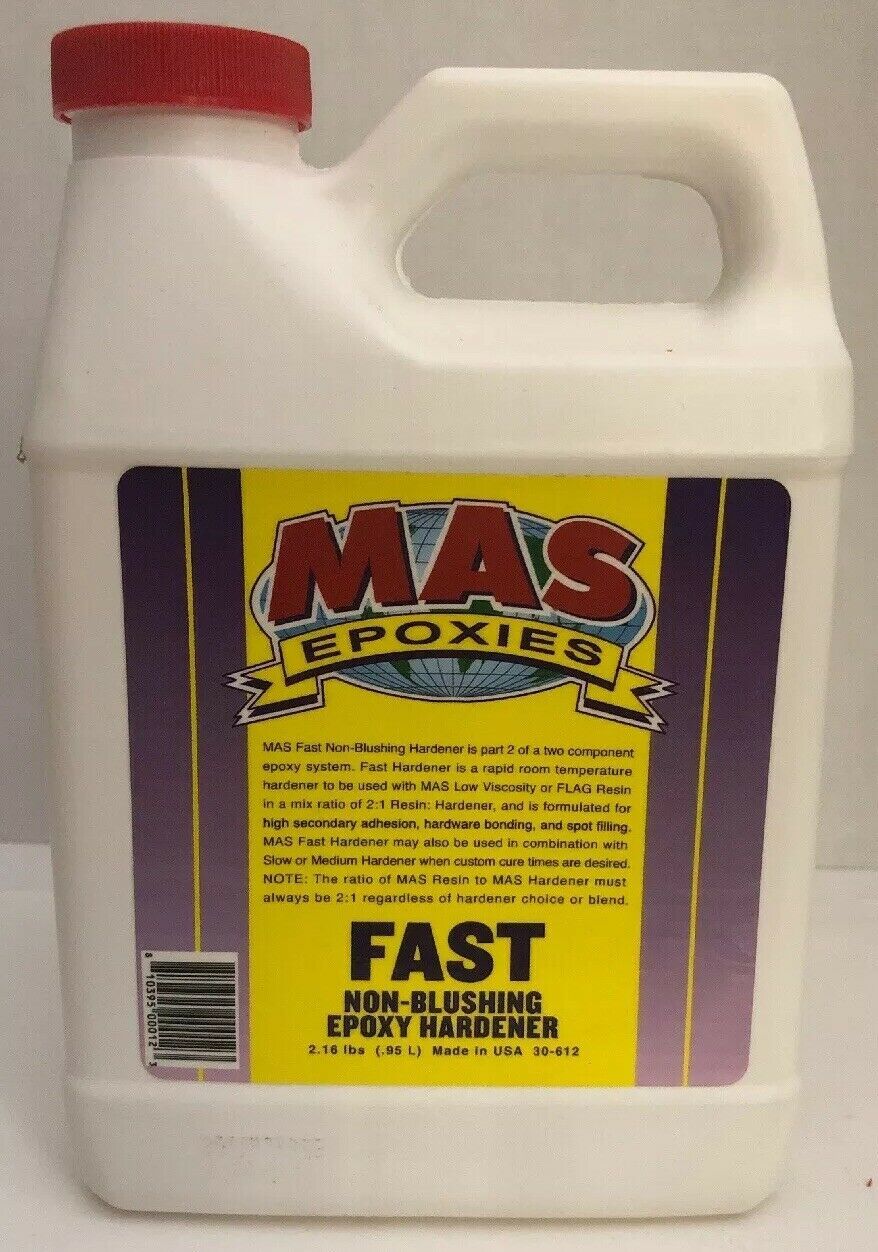 MAS
EPOXIES
MAS Fast Non-Blushing Hardener is part 2 of a two component
epoxy system. Fast Hardener is a rapid room temperature
hardener to be used with MAS Low Viscosity or FLAG Resin
in a mix ratio of 2:1 Resin: Hardener, and is formulated for
high secondary adhesion, hardware bonding, and spot filling.
MAS Fast Hardener may also be used in combination with
Slow or Medium Hardener when custom cure times are desired.
NOTE: The ratio of MAS Resin to MAS Hardener must
always be 2:1 regardless of hardener choice or blend.
FAST
NON-BLUSHING
EPOXY HARDENER
2.16 lbs (.95 L) Made in USA 30-612
8 10395 00012 3